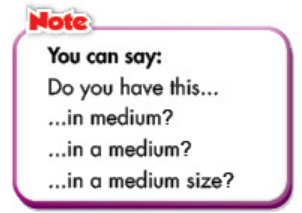 Note
You can say:
Do you have this...
...in medium?
...in a medium?
...in a medium size?